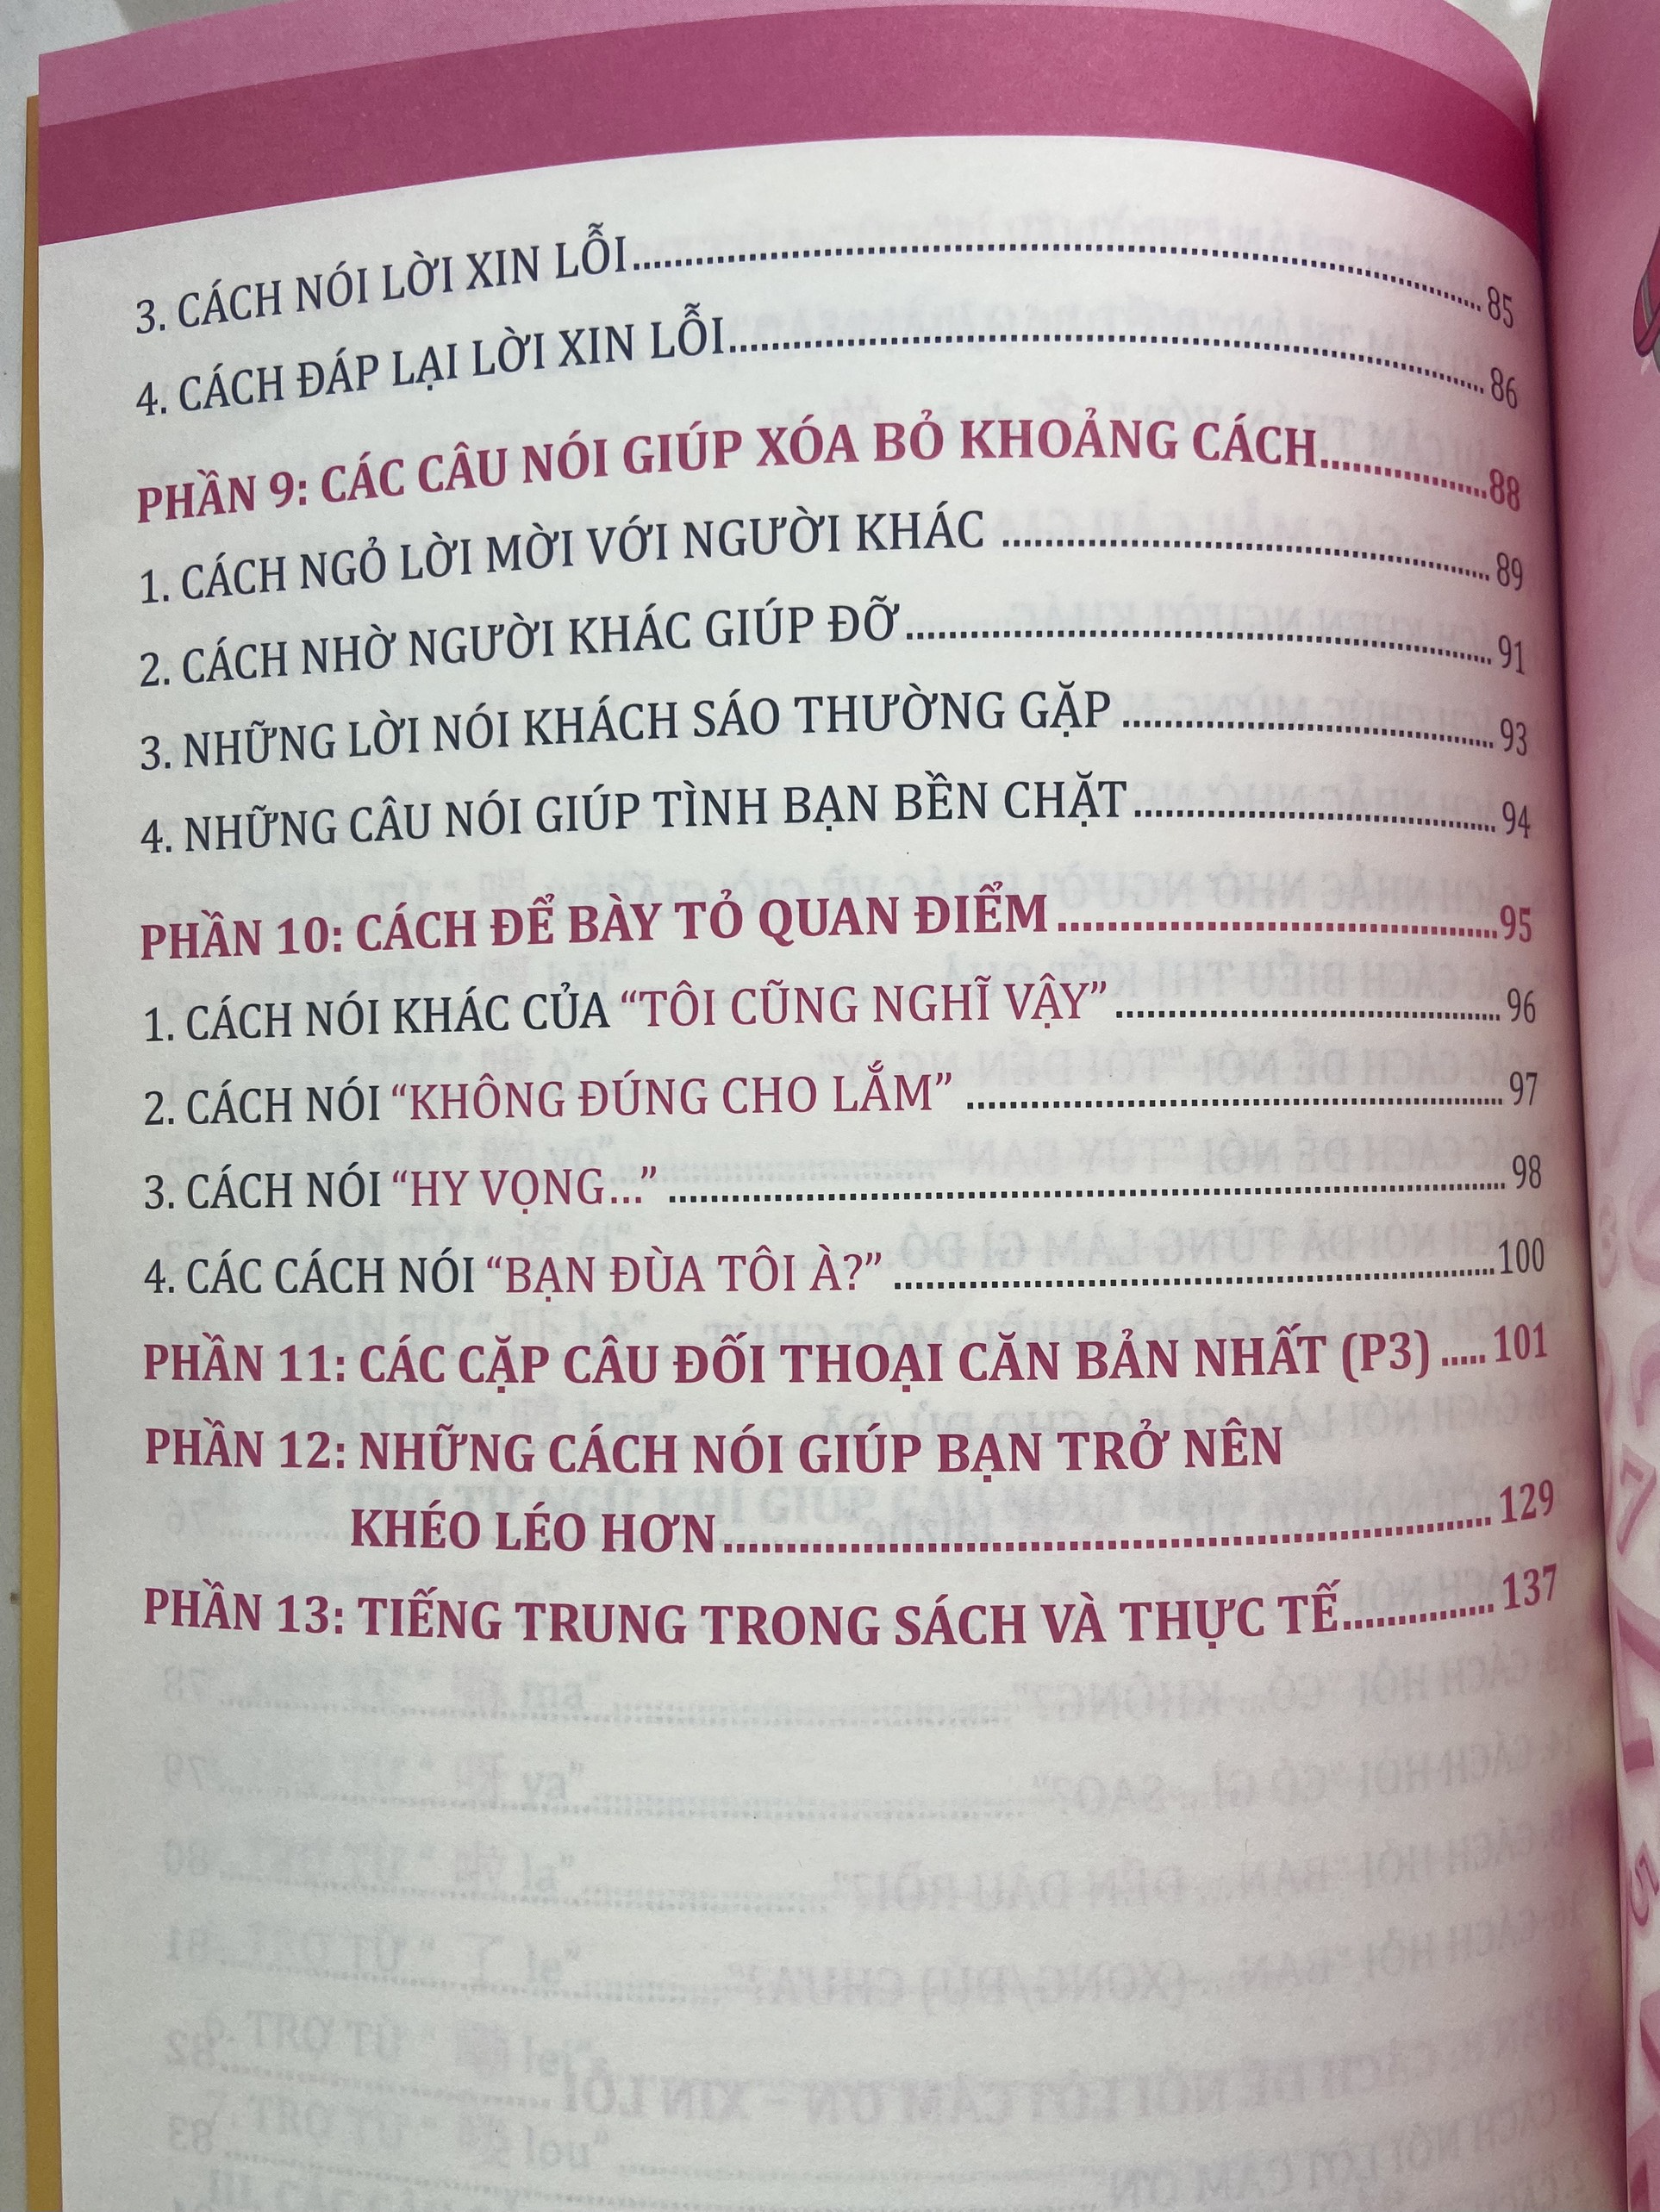 3. CÁCH NÓI LỜI XIN LỖI........................................85
4. CÁCH ĐÁP LẠI LỜI XIN LỖI........................................86
PHẦN 9: CÁC CÂU NÓI GIÚP XÓA BỎ KHOẢNG CÁCH...............88
1. CÁCH NGỎ LỜI MỜI VỚI NGƯỜI KHÁC ........................................89
2. CÁCH NHỜ NGƯỜI KHÁC GIÚP ĐỠ........................................91
3. NHỮNG LỜI NÓI KHÁCH SÁO THƯỜNG GẶP ........................................93
4. NHỮNG CÂU NÓI GIÚP TÌNH BẠN BỀN CHẶT........................................94
PHẦN 10: CÁCH ĐỂ BÀY TỎ QUAN ĐIỂM ........................................95
1. CÁCH NÓI KHÁC CỦA “TÔI CŨNG NGHĨ VẬY” ........................................96
2. CÁCH NÓI “KHÔNG ĐÚNG CHO LẮM” ........................................97
3. CÁCH NÓI “HY VỌNG...” ........................................98
4. CÁC CÁCH NÓI “BẠN ĐÙA TÔI À?” ........................................100
PHẦN 11: CÁC CẶP CÂU ĐỐI THOẠI CĂN BẢN NHẤT (P3) ..... 101
PHẦN 12: NHỮNG CÁCH NÓI GIÚP BẠN TRỞ NÊN
KHÉO LÉO HƠN........................................ 129
PHẦN 13: TIẾNG TRUNG TRONG SÁCH VÀ THỰC TẾ............... 137